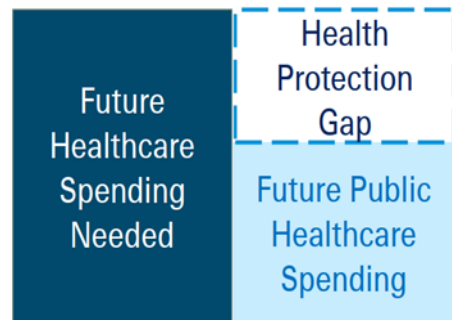 Future
Healthcare
Spending
Needed
Health
Protection
Gap
Future Public
Healthcare
Spending